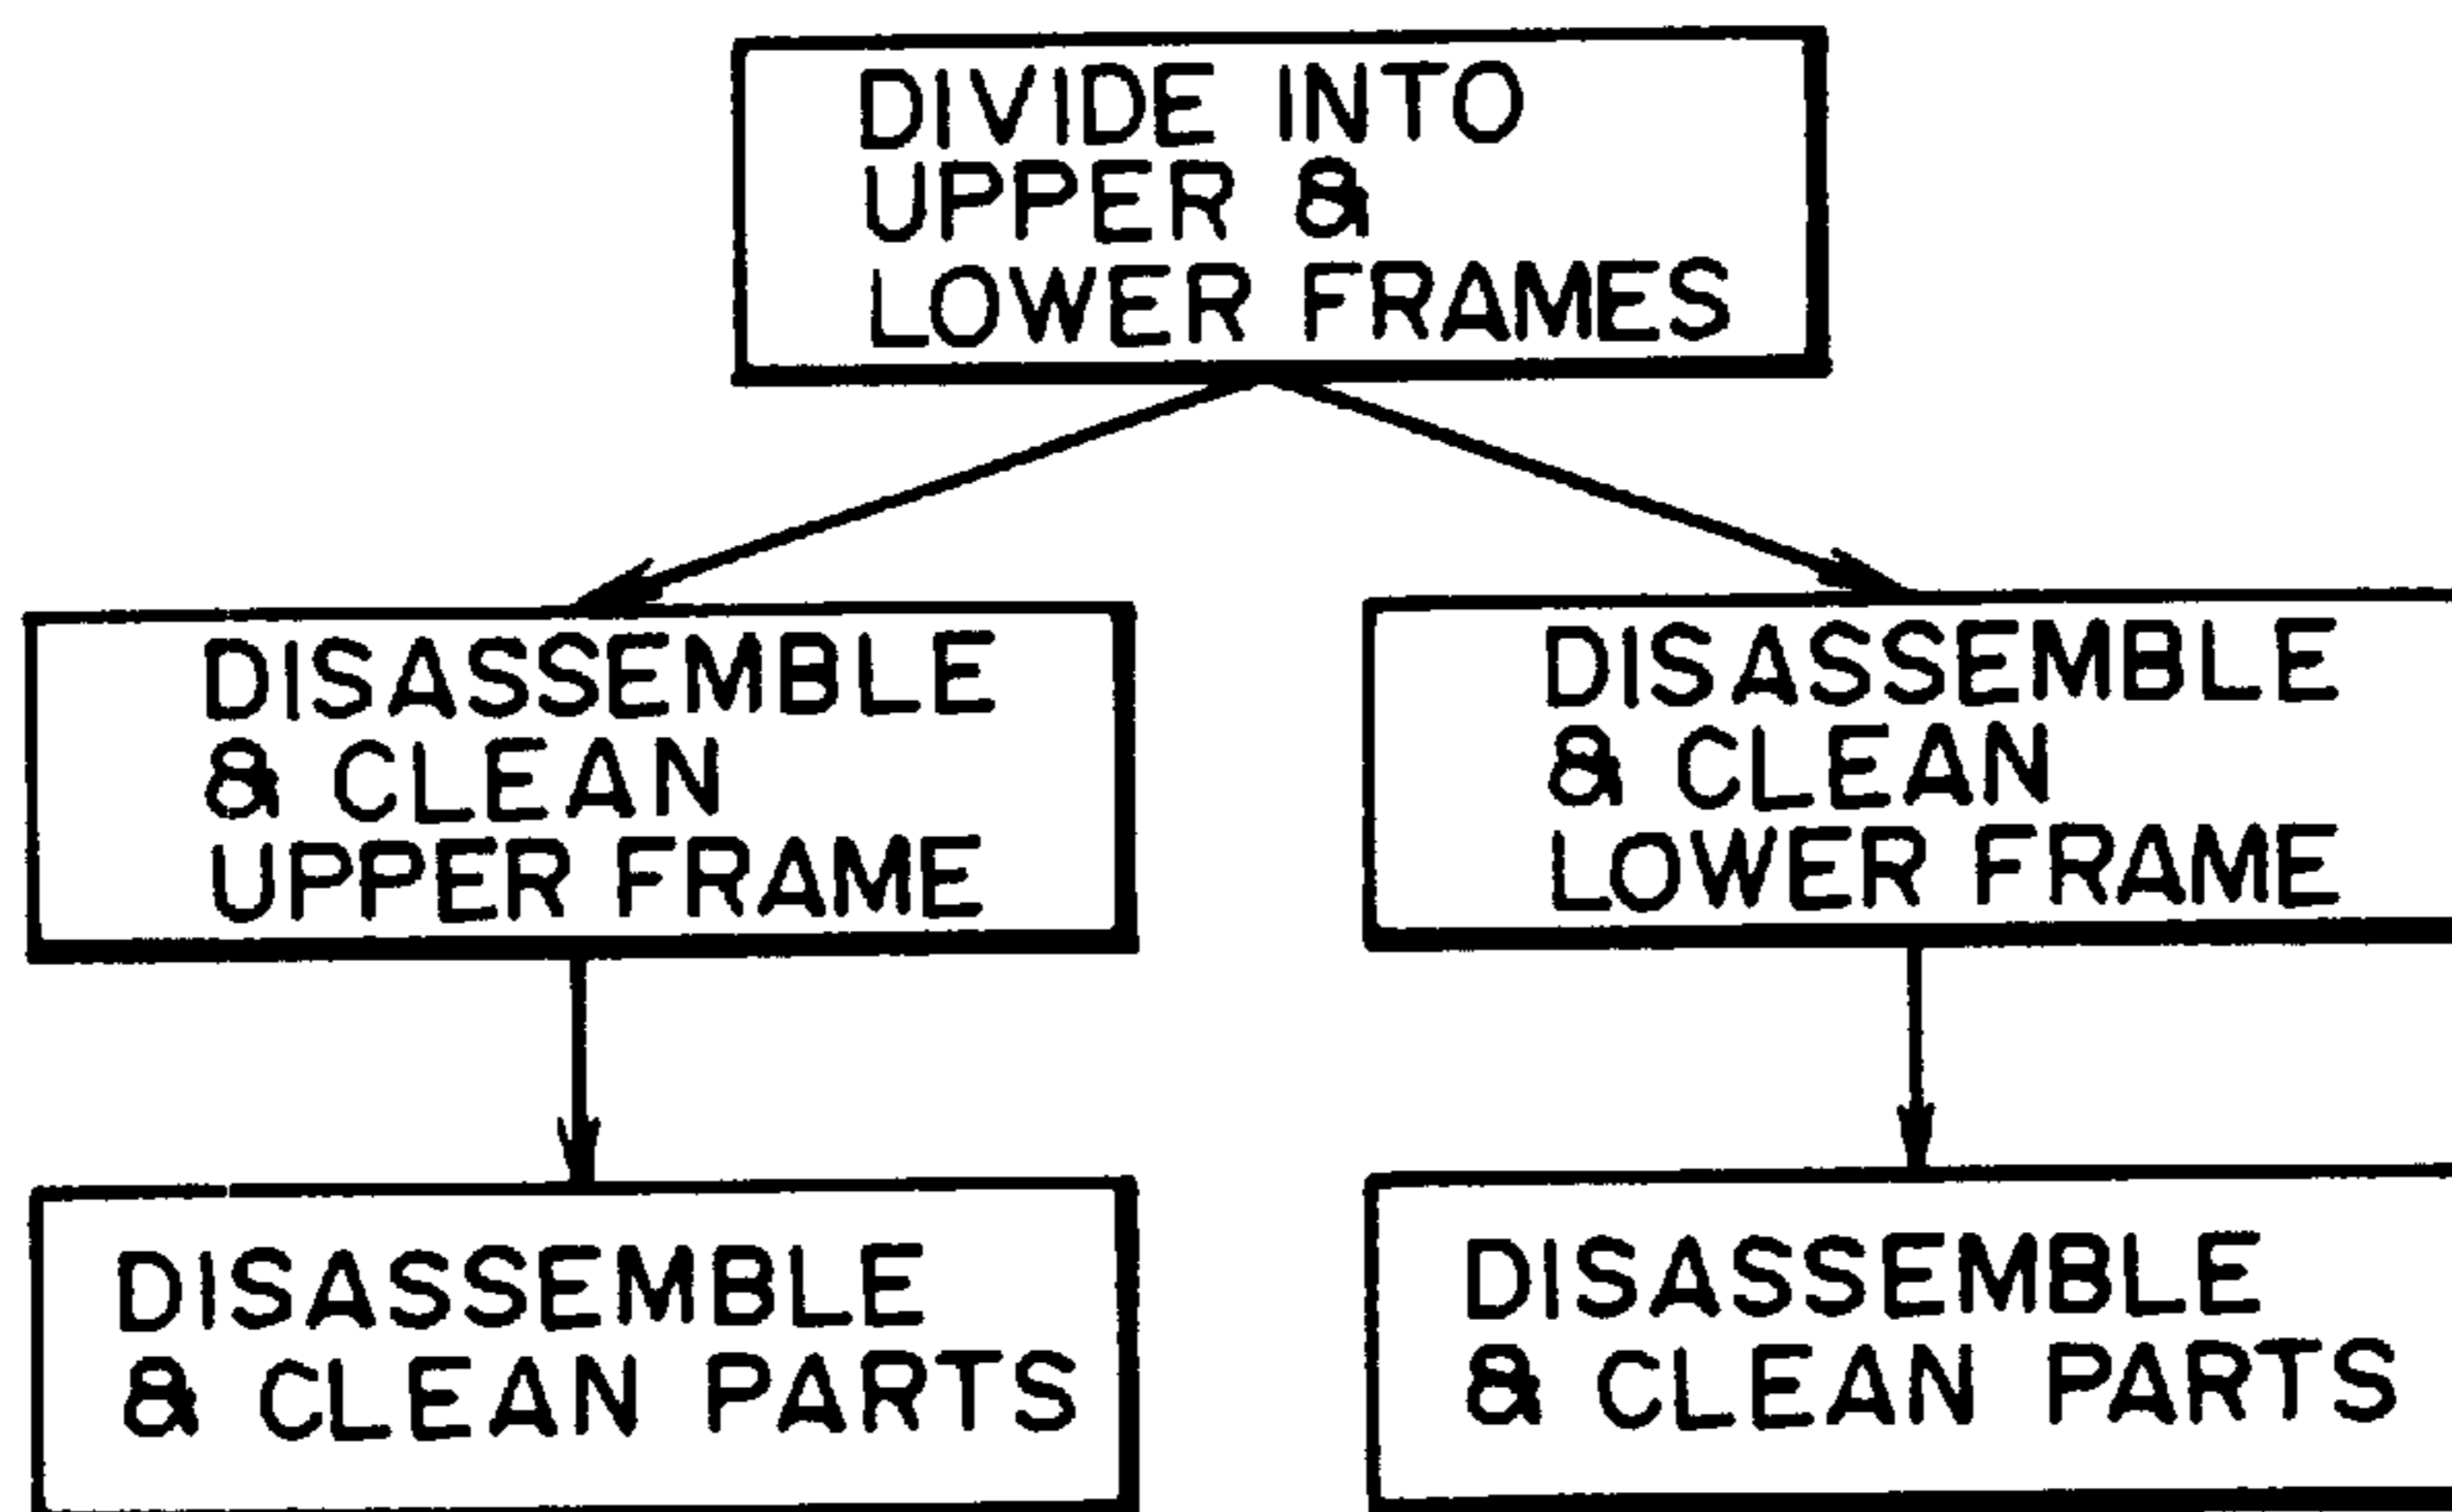 DIVIDE INTO
UPPER &
LOWER FRAMES
DISASSEMBLE
& CLEAN
UPPER FRAME
DISASSEMBLE
& CLEAN
LOWER FRAME
DISASSEMBLE
& CLEAN PARTS
DISASSEMBLE
& CLEAN PARTS